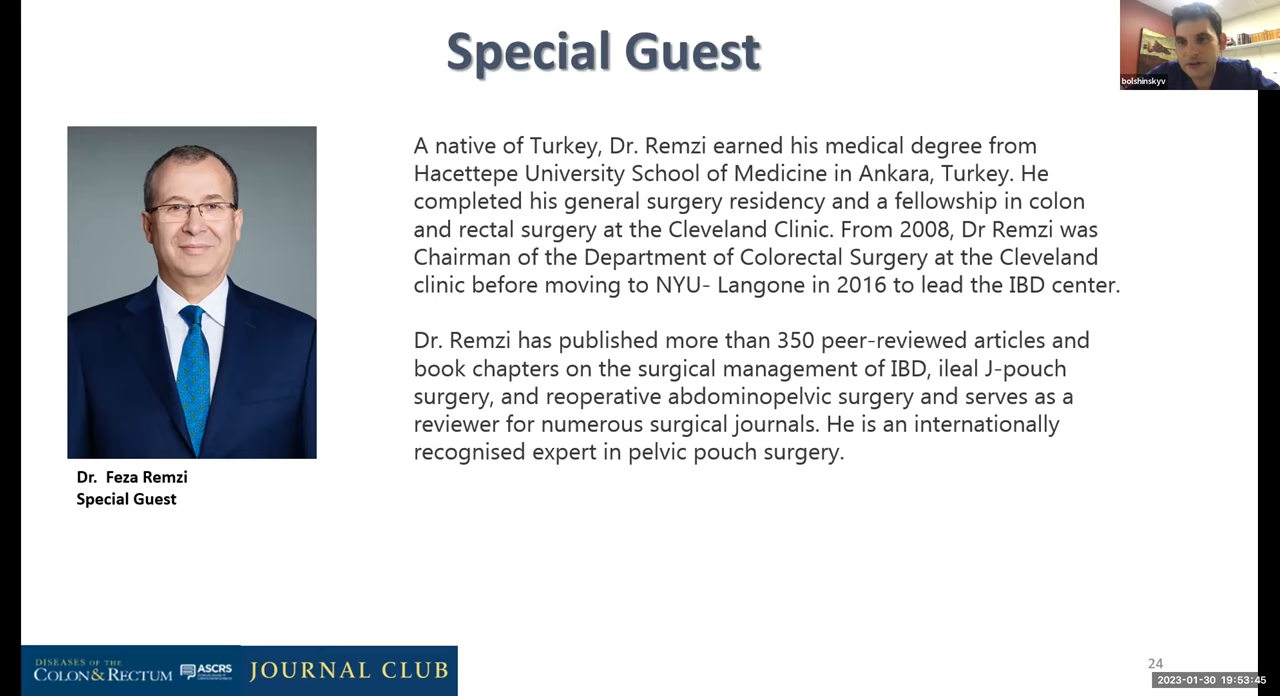 Special Guest
bolshinskyv
A native of Turkey, Dr. Remzi earned his medical degree from
Hacettepe University School of Medicine in Ankara, Turkey. He
completed his general surgery residency and a fellowship in colon
and rectal surgery at the Cleveland Clinic. From 2008, Dr Remzi was
Chairman of the Department of Colorectal Surgery at the Cleveland
clinic before moving to NYU- Langone in 2016 to lead the IBD center.
Dr. Remzi has published more than 350 peer-reviewed articles and
book chapters on the surgical management of IBD, ileal J-pouch
surgery, and reoperative abdominopelvic surgery and serves as a
reviewer for numerous surgical journals. He is an internationally
recognised expert in pelvic pouch surgery.
Dr. Feza Remzi
Special Guest
DISEASES OF THE
COLON & RECTUM
ASCRS
JOURNAL CLUB
24
2023-01-30 19:53:45